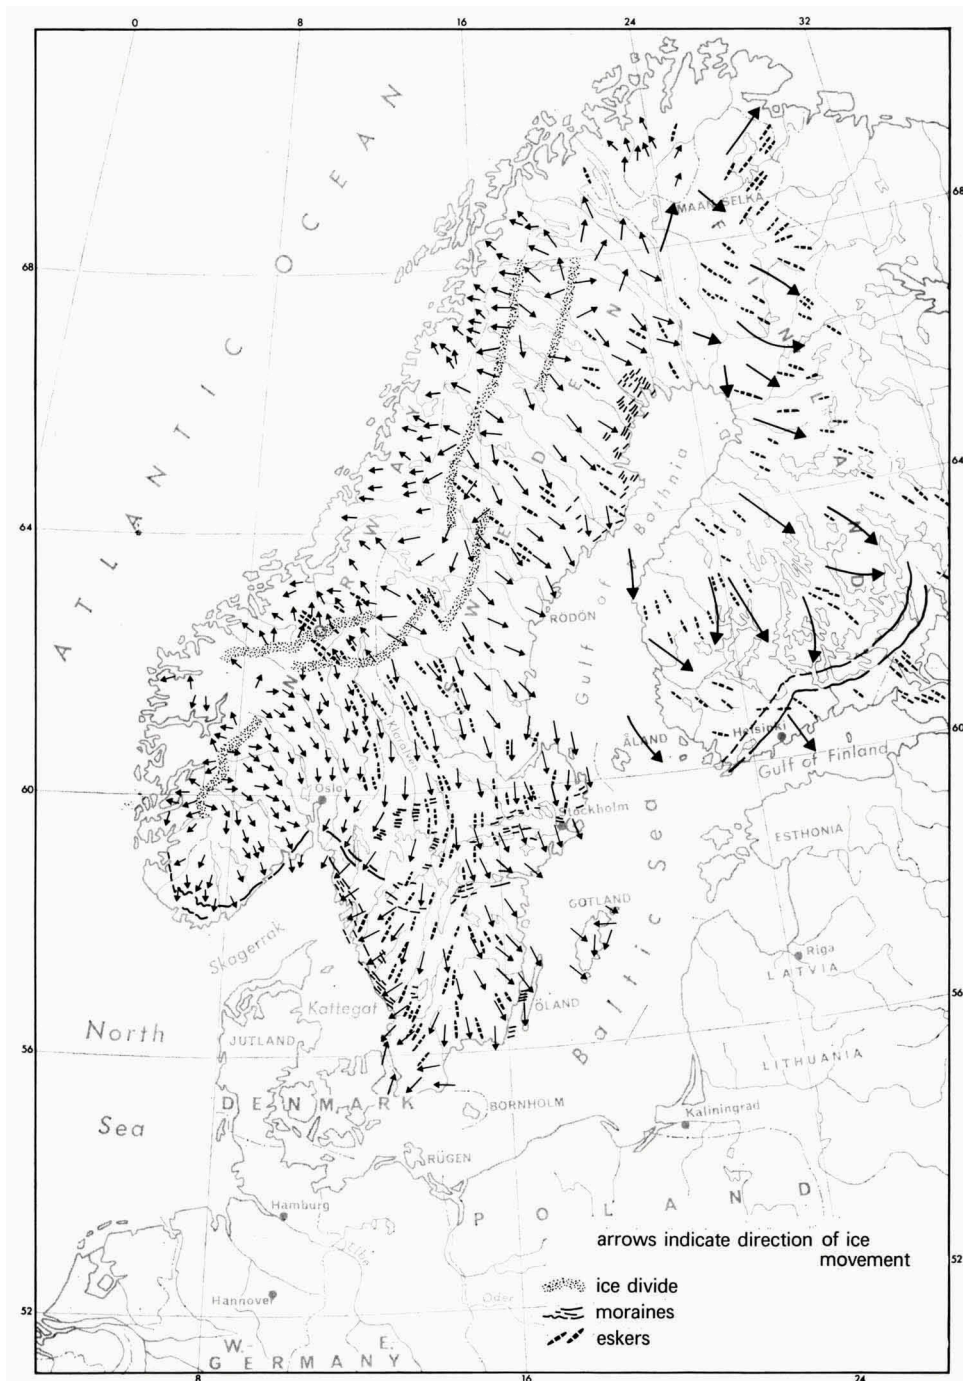 0 8 16 24 32
ATLANTIC OCEAN
68
68
MAANSELKA
FINLAND
NORWAY
SWEDEN
64
64
Gulf of Bothnia
RÖDÖN
Klarälv
60
60
Oslo
Stockholm
ÅLAND
Helsinki
Gulf of Finland
ESTHONIA
Baltic Sea
GOTLAND
Skagerrak
Riga
LATVIA
Kattegat
ÖLAND
56
56
North
Sea
JUTLAND
LITHUANIA
DENMARK
BORNHOLM
Kaliningrad
RÜGEN
Hamburg
POLAND
Elbe
arrows indicate direction of ice
movement
ice divide
moraines
eskers
52
52
Hannover
Oder
W. E.
GERMANY
8 16 24